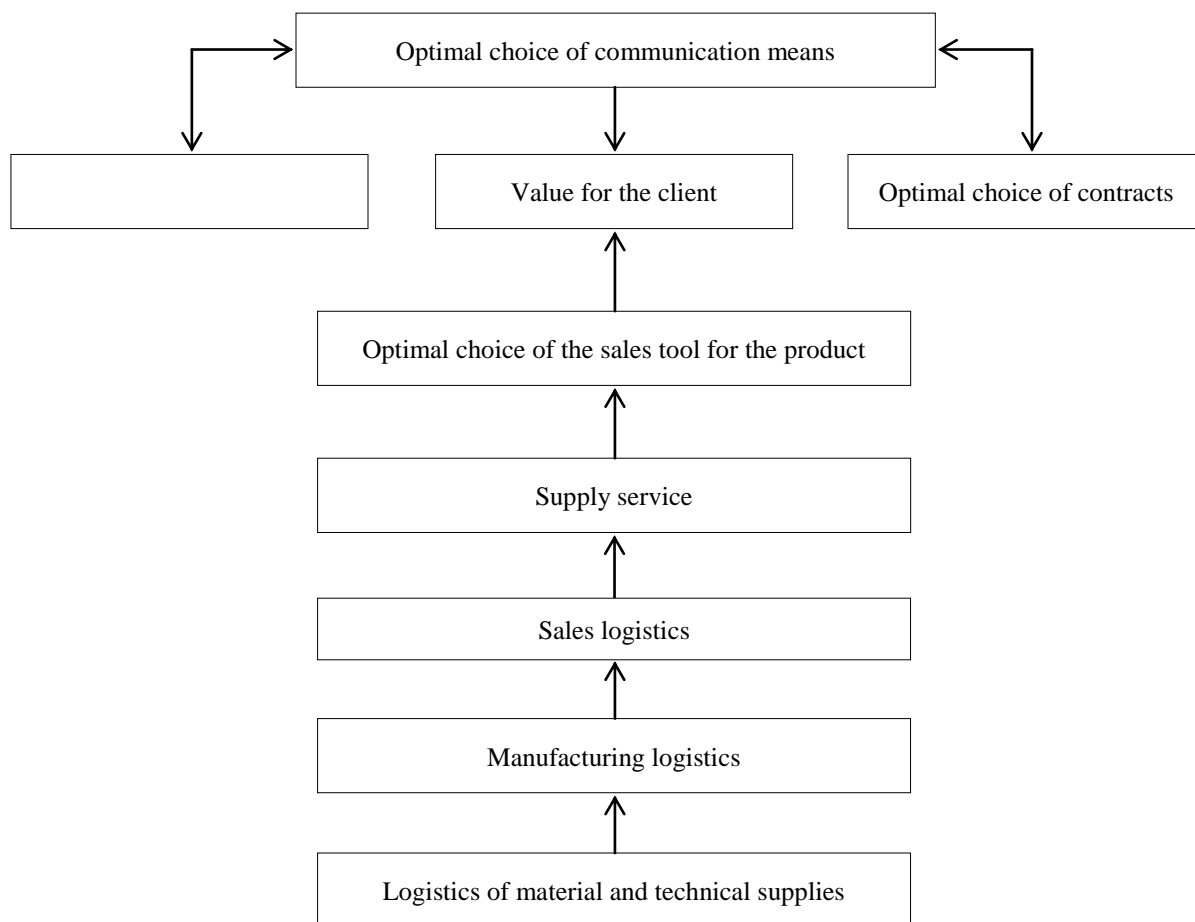 Optimal choice of communication means
Value for the client
Optimal choice of contracts
Optimal choice of the sales tool for the product
Supply service
Sales logistics
Manufacturing logistics
Logistics of material and technical supplies